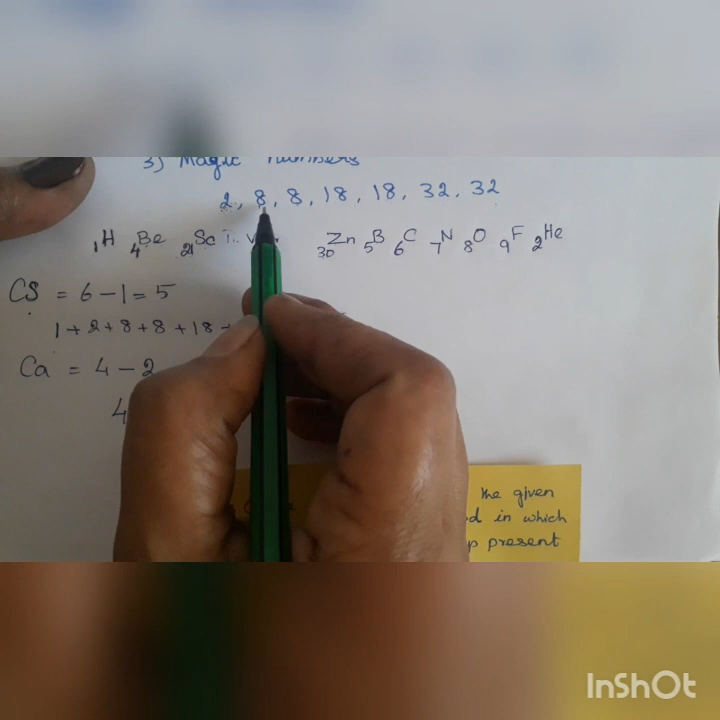 3) Magic numbers
2, 8, 8, 18, 18, 32, 32
1H 4Be 21Sc Ti V 30Zn 5B 6C 7N 8O 9F 2He
CS = 6 - 1 = 5
1 + 2 + 8 + 8 + 18 +
Ca = 4 - 2
4
the given
in which
present
InShOt